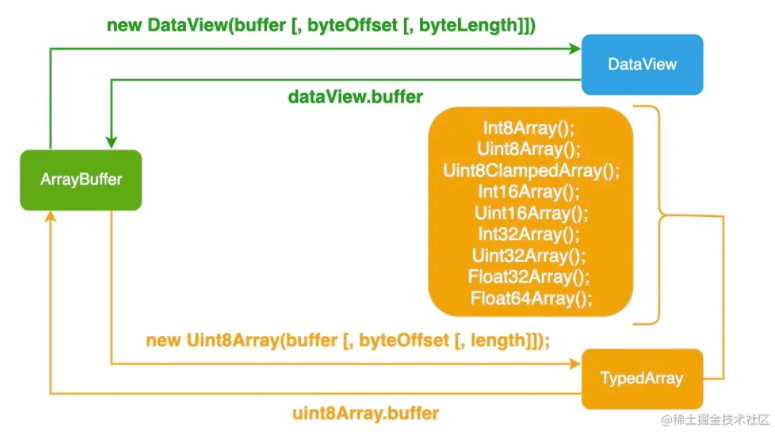 new DataView(buffer [, byteOffset [, byteLength]])
DataView
dataView.buffer
Int8Array();
Uint8Array();
Uint8ClampedArray();
Int16Array();
Uint16Array();
Int32Array();
Uint32Array();
Float32Array();
Float64Array();
ArrayBuffer
new Uint8Array(buffer [, byteOffset [, length]]);
TypedArray
uint8Array.buffer
@稀土掘金技术社区